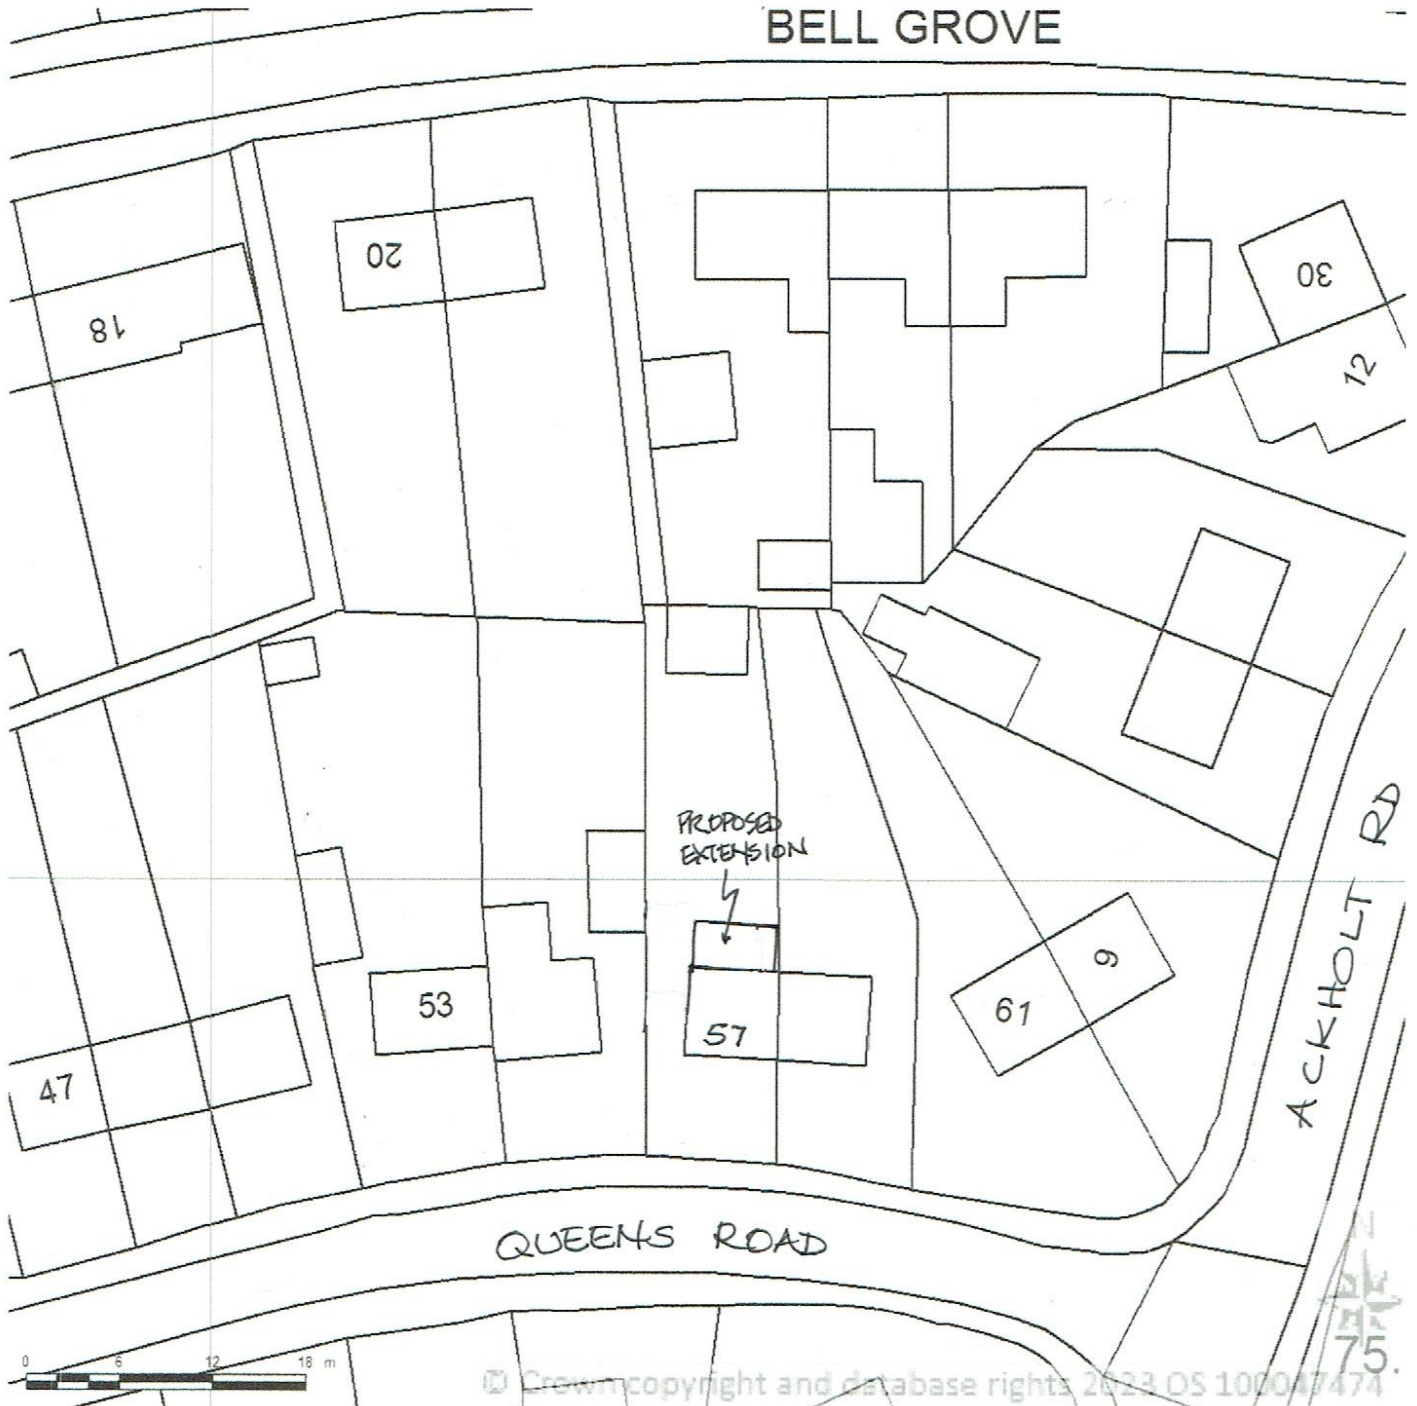 BELL GROVE
20
18
30
12
PROPOSED
EXTENSION
53
57
61
9
47
ACKHOLT RD
QUEENS ROAD
N
75.
0 6 12 18 m
© Crown copyright and database rights 2023 OS 100047474